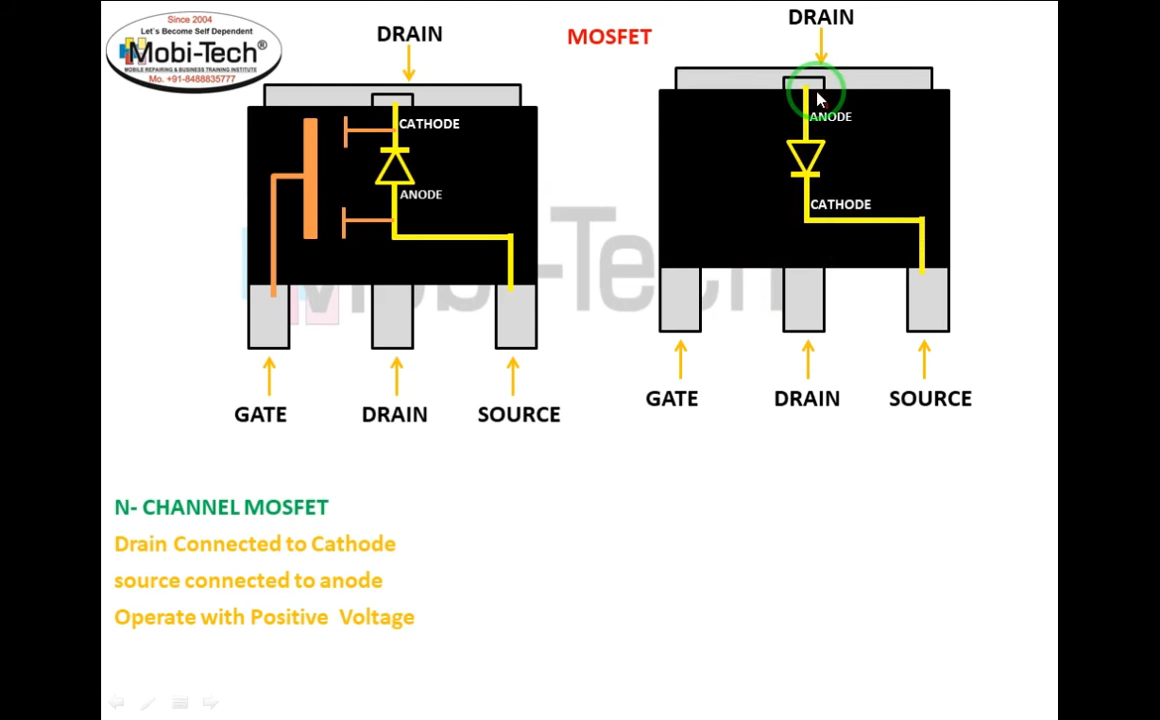 Since 2004
Let`s Become Self Dependent
Mobi-Tech®
MOBILE REPAIRING & BUSINESS TRAINING INSTITUTE
Mo. +91-8488835777
MOSFET
DRAIN
CATHODE
ANODE
GATE
DRAIN
SOURCE
DRAIN
ANODE
CATHODE
GATE
DRAIN
SOURCE
Mobi-Tech
N- CHANNEL MOSFET
Drain Connected to Cathode
source connected to anode
Operate with Positive Voltage